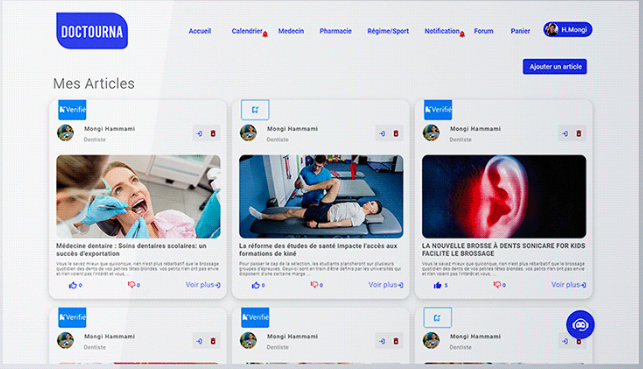 DOCTOURNA
Accueil Calendrier Medecin Pharmacie Régime/Sport Notification Forum Panier H.Mongi
Ajouter un article
Mes Articles
Verifié
Verifié
Mongi Hammami
Dentiste
Mongi Hammami
Dentiste
Mongi Hammami
Dentiste
Médecine dentaire : Soins dentaires scolaires: un
succès d'exportation
Vous le savez mieux que quiconque, rien n'est plus rébarbatif que le brossage
quotidien des dents de vos petites têtes blondes. vos petits n'en ont pas envie
et n'en voient pas l'intérêt et vous, ...
0 0 Voir plus
La réforme des études de santé impacte l'accès aux
formations de kiné
Pour passer le cap de la sélection, les étudiants plancheront sur plusieurs
groupes d'épreuves. Ceux-ci sont en train d'être définis par les universités qui
disposent d'une certaine marge ...
0 0 Voir plus
LA NOUVELLE BROSSE À DENTS SONICARE FOR KIDS
FACILITE LE BROSSAGE
Vous le savez mieux que quiconque, rien n'est plus rébarbatif que le brossage
quotidien des dents de vos petites têtes blondes. vos petits n'en ont pas envie
et n'en voient pas l'intérêt et vous, ...
5 0 Voir plus
Verifié
Verifié
Mongi Hammami
Dentiste
Mongi Hammami
Dentiste
Mongi Hammami
Dentiste